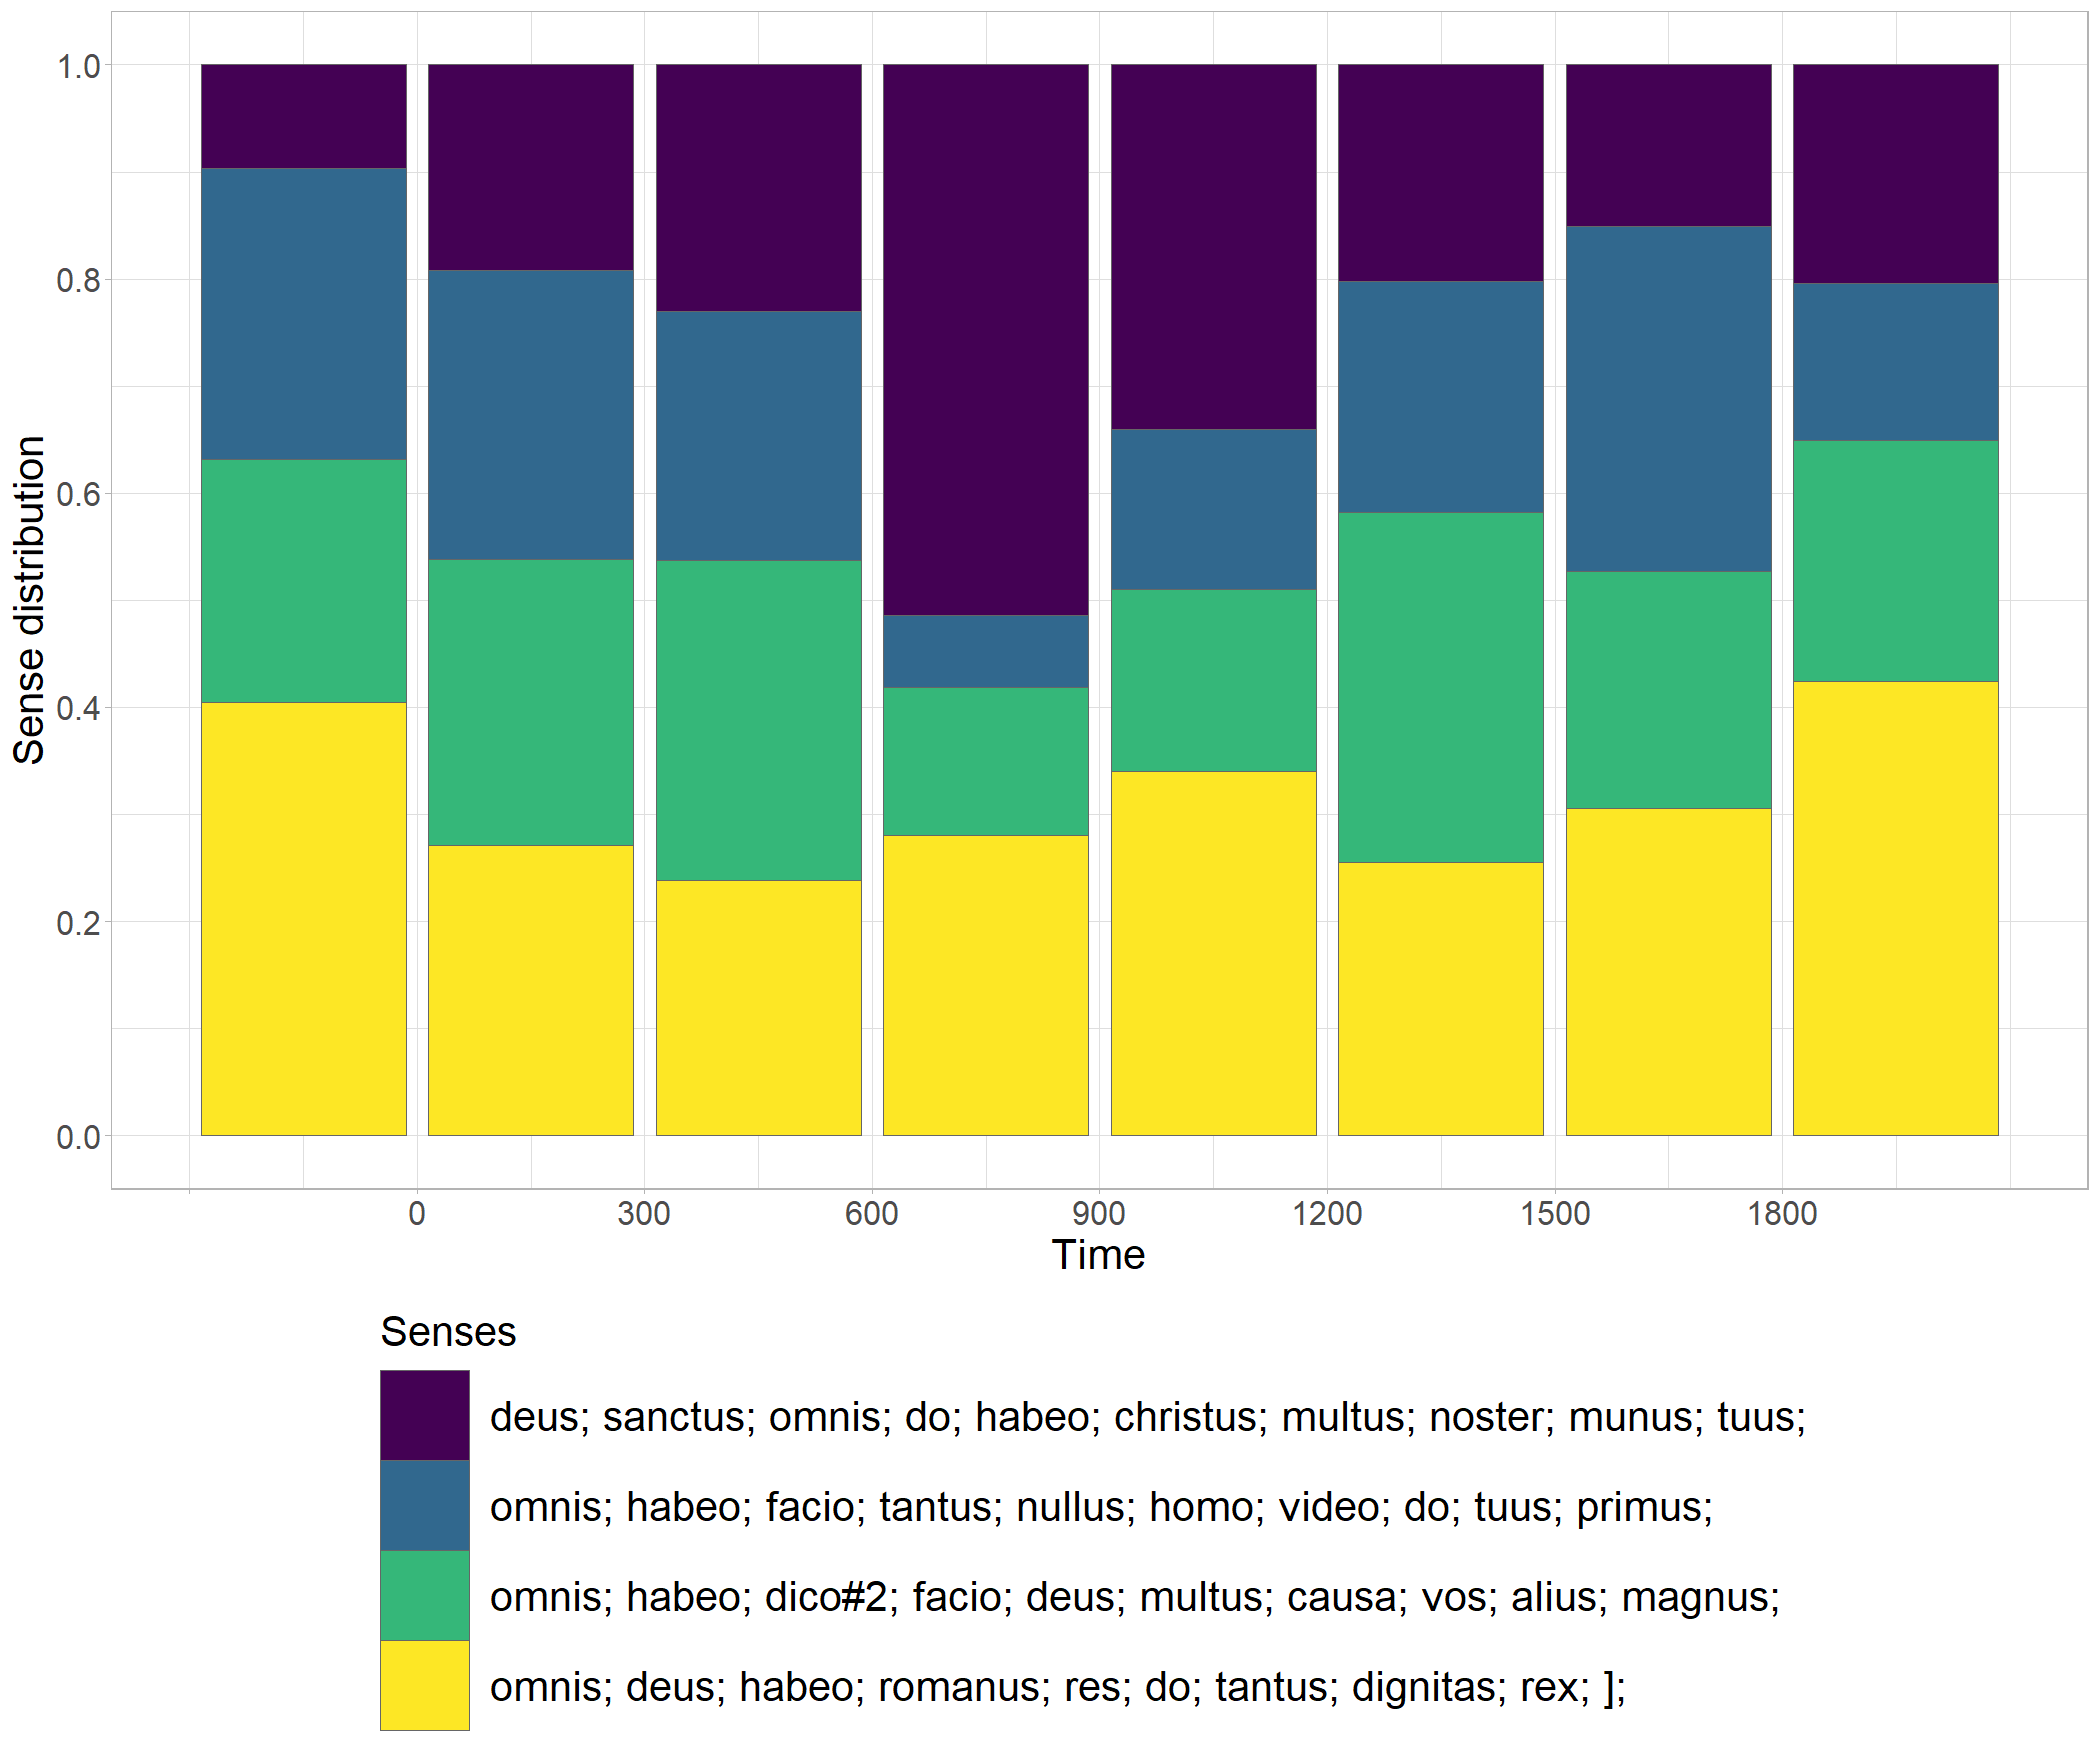 1.0
0.8
0.6
0.4
0.2
0.0
Sense distribution
0 300 600 900 1200 1500 1800
Time
Senses
deus; sanctus; omnis; do; habeo; christus; multus; noster; munus; tuus;
omnis; habeo; facio; tantus; nullus; homo; video; do; tuus; primus;
omnis; habeo; dico#2; facio; deus; multus; causa; vos; alius; magnus;
omnis; deus; habeo; romanus; res; do; tantus; dignitas; rex; ];